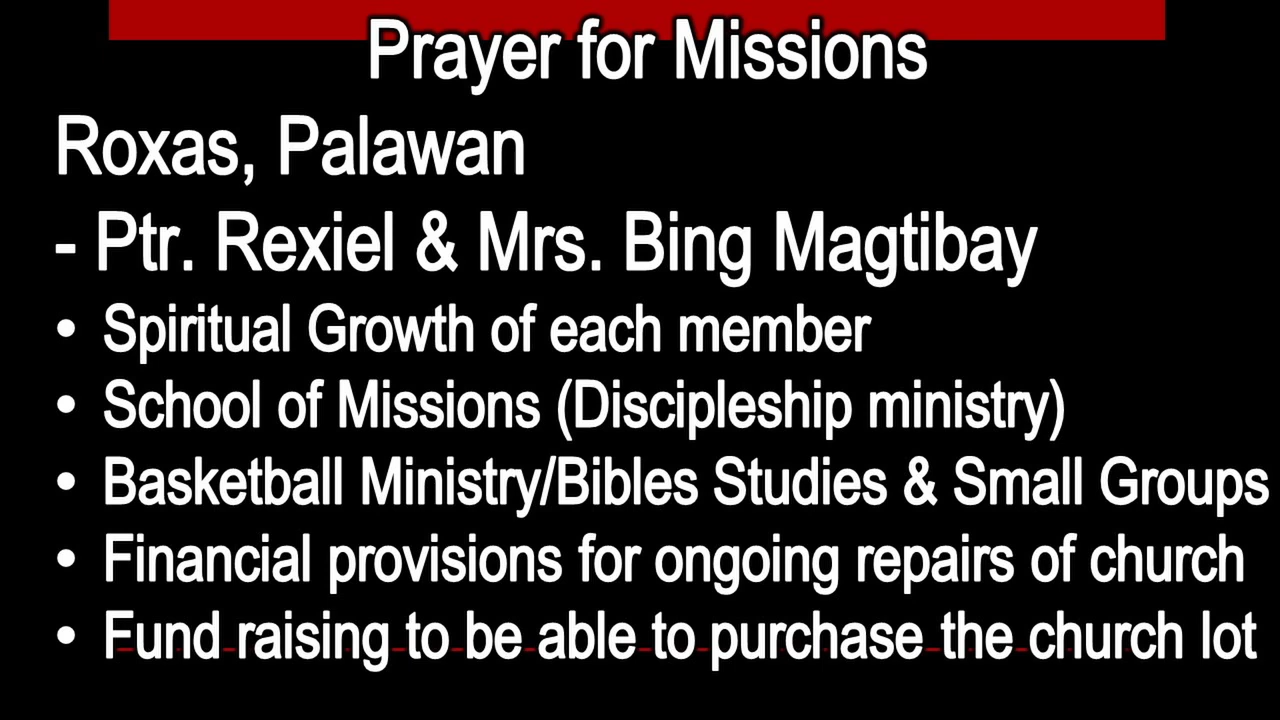 Prayer for Missions
Roxas, Palawan
- Ptr. Rexiel & Mrs. Bing Magtibay
• Spiritual Growth of each member
• School of Missions (Discipleship ministry)
• Basketball Ministry/Bibles Studies & Small Groups
• Financial provisions for ongoing repairs of church
• Fund raising to be able to purchase the church lot